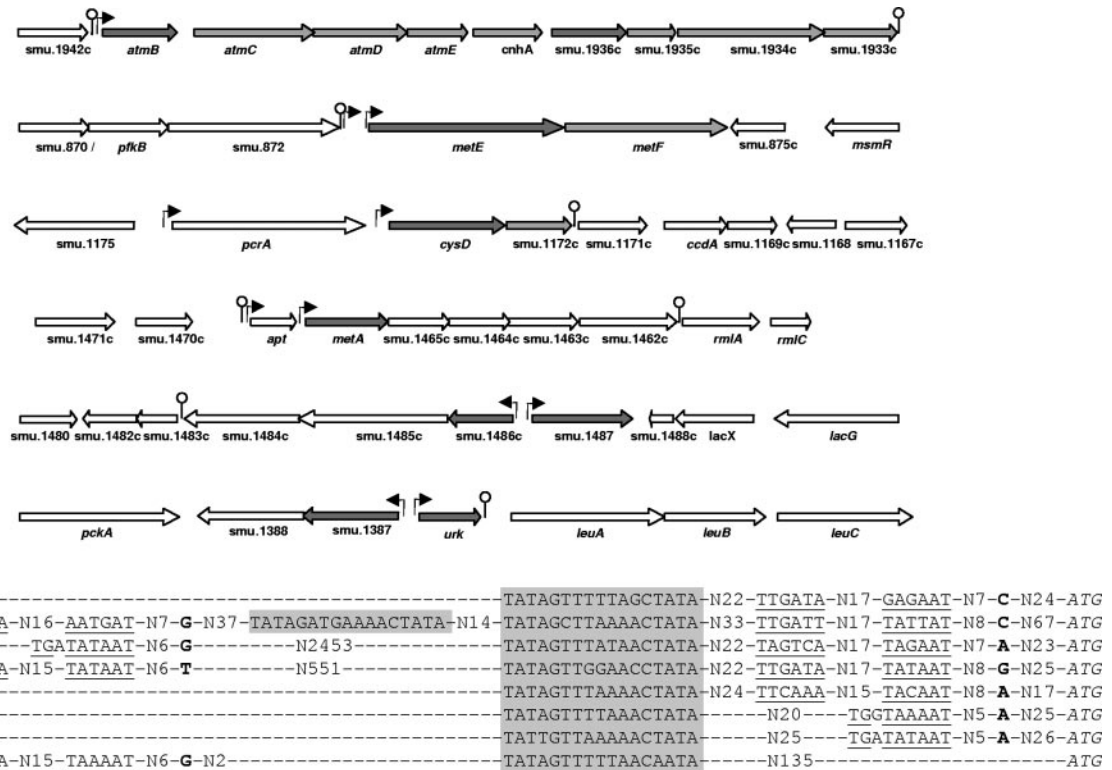 smu.1942c atmB atmC atmD atmE cnhA smu.1936c smu.1935c smu.1934c smu.1933c
smu.870 / pfkB smu.872 metE metF smu.875c msmR
smu.1175 pcrA cysD smu.1172c smu.1171c ccdA smu.1169c smu.1168 smu.1167c
smu.1471c smu.1470c apt metA smu.1465c smu.1464c smu.1463c smu.1462c rmlA rmlC
smu.1480 smu.1482c smu.1483c smu.1484c smu.1485c smu.1486c smu.1487 smu.1488c lacX lacG
pckA smu.1388 smu.1387 urk leuA leuB leuC
----------------------------------------TATAGTTTTTAGCTATA-N22-TTGATA-N17-GAGAAT-N7-C-N24-ATG
A-N16-AATGAT-N7-G-N37-TATAGATGAAAACTATA-N14-TATAGCTTAAAACTATA-N33-TTGATT-N17-TATTAT-N8-C-N67-ATG
---TGATATAAT-N6-G---------N2453-------------TATAGTTTATAACTATA-N22-TAGTCA-N17-TAGAAT-N7-A-N23-ATG
A-N15-TATAAT-N6-T---------N551--------------TATAGTTGGAACCTATA-N22-TTGATA-N17-TATAAT-N8-G-N25-ATG
----------------------------------------TATAGTTTAAAACTATA-N24-TTCAAA-N15-TACAAT-N8-A-N17-ATG
----------------------------------------TATAGTTTTAAACTATA-----N20----TGGTAAAAT-N5-A-N25-ATG
----------------------------------------TATTGTTAAAAACTATA-----N25----TGATATAAT-N5-A-N26-ATG
A-N15-TAAAAT-N6-G-N2-----------------------TATAGTTTTTAACAATA-----N135---------------------ATG